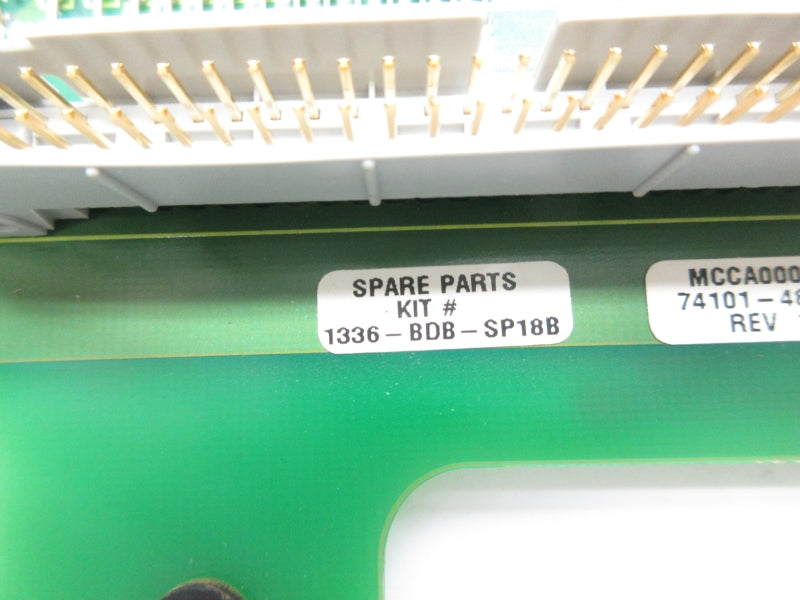 SPARE PARTS
KIT #
1336-BDB-SP18B
MCCA000
74101-48
REV